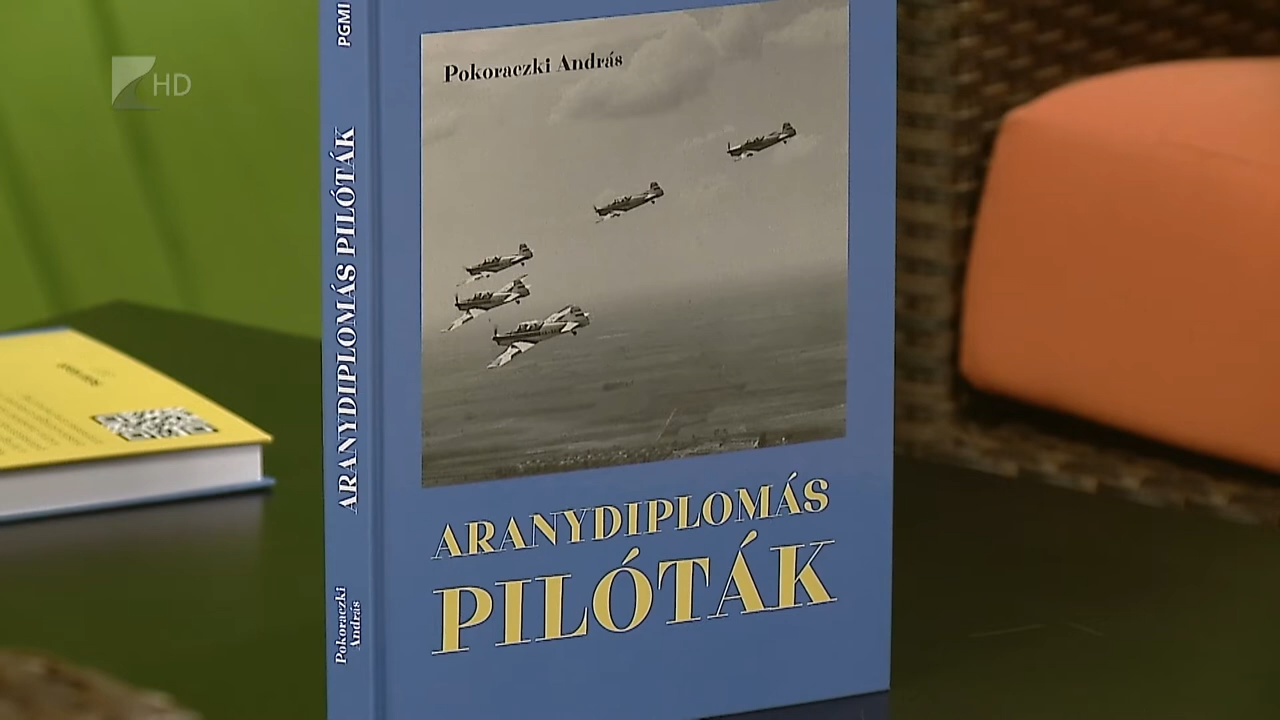 HD
PGMI
ARANYDIPLOMÁS PILÓTÁK
Pokoraczki
András
Pokoraczki András
ARANYDIPLOMÁS
PILÓTÁK